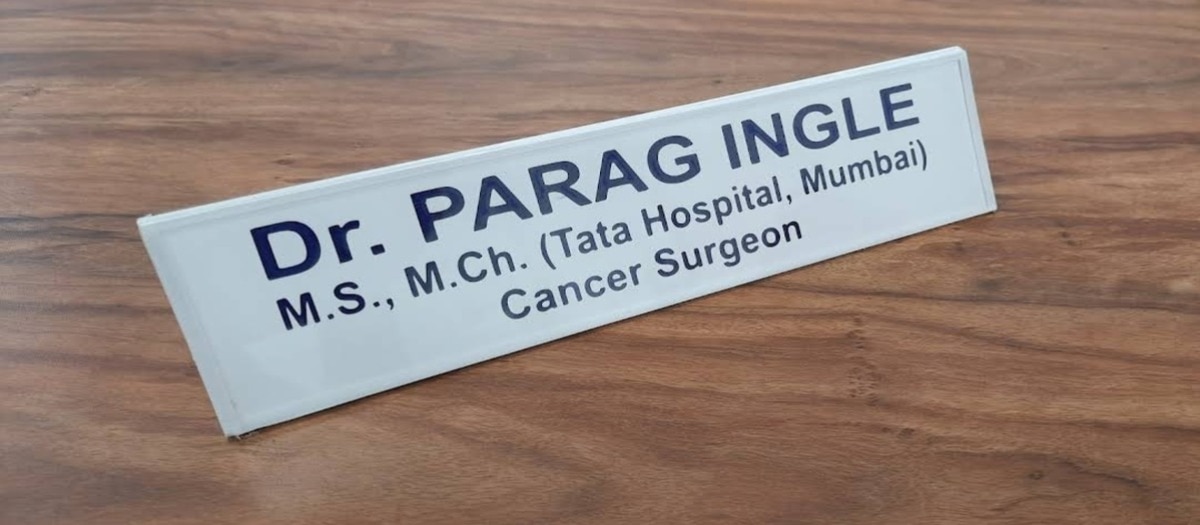 Dr. PARAG INGLE
M.S., M.Ch. (Tata Hospital, Mumbai)
Cancer Surgeon